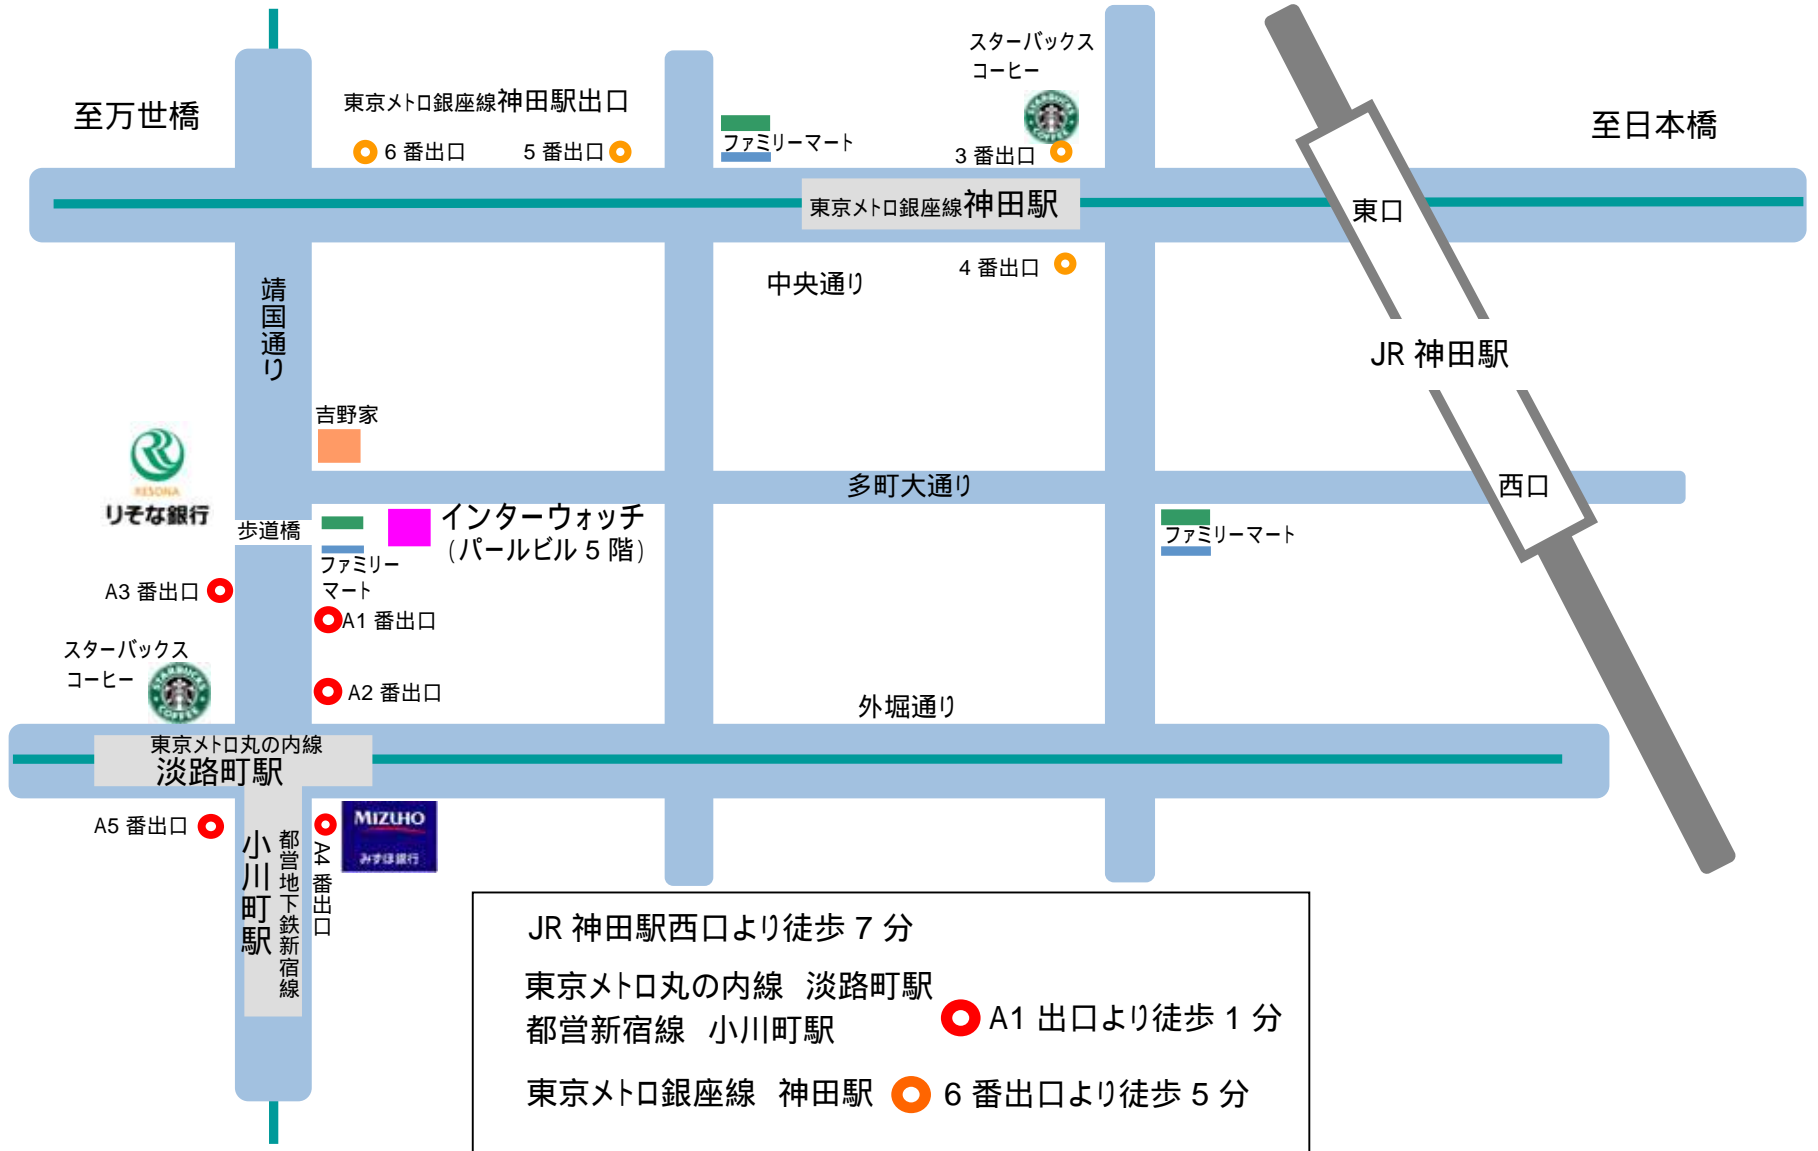 スターバックス
コーヒー
至万世橋
東京メトロ銀座線神田駅出口
至日本橋
6 番出口
5 番出口
ファミリーマート
3 番出口
東京メトロ銀座線神田駅
東口
4 番出口
中央通り
靖国通り
JR 神田駅
吉野家
RESONA
りそな銀行
多町大通り
西口
歩道橋
インターウォッチ
(パールビル 5 階)
ファミリー
マート
ファミリーマート
A3 番出口
A1 番出口
スターバックス
コーヒー
A2 番出口
外堀通り
東京メトロ丸の内線
淡路町駅
A5 番出口
小川町駅
都営地下鉄新宿線
A4 番出口
MIZUHO
みずほ銀行
JR 神田駅西口より徒歩 7 分
東京メトロ丸の内線 淡路町駅
都営新宿線 小川町駅
A1 出口より徒歩 1 分
東京メトロ銀座線 神田駅
6 番出口より徒歩 5 分
STARBUCKS
COFFEE
STARBUCKS
COFFEE